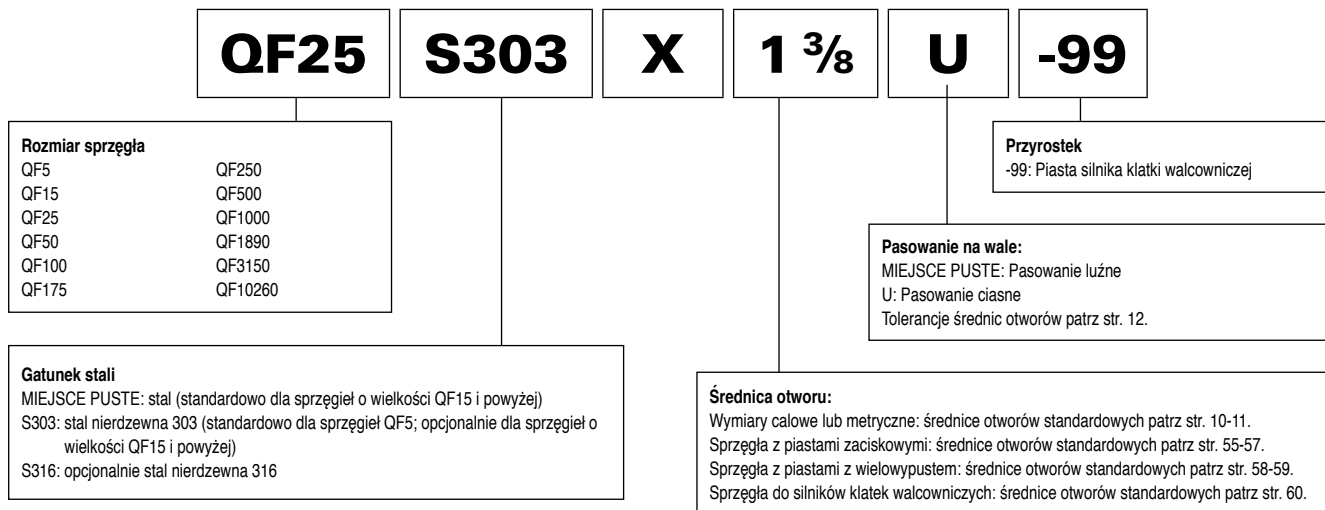 QF25 S303 X 1 ⅜ U -99
Rozmiar sprzęgła
QF5 QF250
QF15 QF500
QF25 QF1000
QF50 QF1890
QF100 QF3150
QF175 QF10260
Przyrostek
-99: Piasta silnika klatki walcowniczej
Pasowanie na wale:
MIEJSCE PUSTE: Pasowanie luźne
U: Pasowanie ciasne
Tolerancje średnic otworów patrz str. 12.
Gatunek stali
MIEJSCE PUSTE: stal (standardowo dla sprzęgieł o wielkości QF15 i powyżej)
S303: stal nierdzewna 303 (standardowo dla sprzęgieł QF5; opcjonalnie dla sprzęgieł o
wielkości QF15 i powyżej)
S316: opcjonalnie stal nierdzewna 316
Średnica otworu:
Wymiary calowe lub metryczne: średnice otworów standardowych patrz str. 10-11.
Sprzęgła z piastami zaciskowymi: średnice otworów standardowych patrz str. 55-57.
Sprzęgła z piastami z wielowypustem: średnice otworów standardowych patrz str. 58-59.
Sprzęgła do silników klatek walcowniczych: średnice otworów standardowych patrz str. 60.